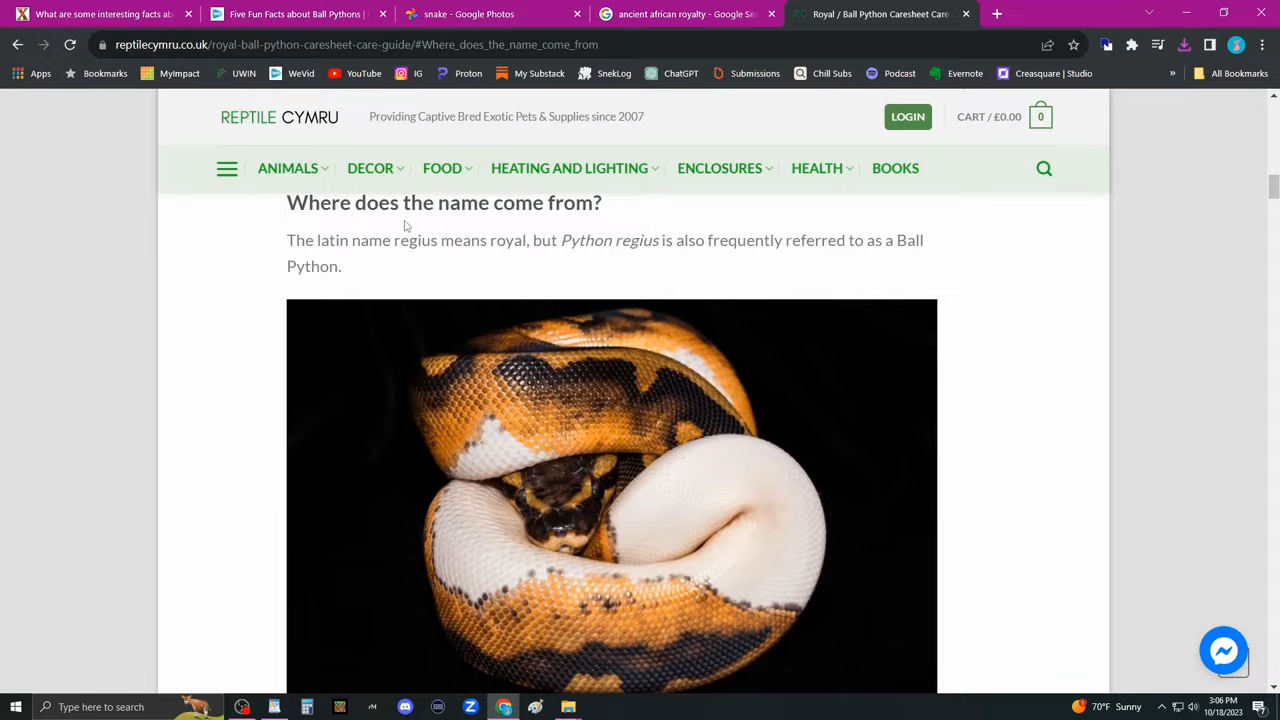 What are some interesting facts abo
Five Fun Facts about Ball Pythons |
snake - Google Photos
ancient african royalty - Google Sea
Royal / Ball Python Caresheet Care
reptilecymru.co.uk/royal-ball-python-caresheet-care-guide/#Where_does_the_name_come_from
Apps
Bookmarks
MyImpact
UWIN
WeVid
YouTube
IG
Proton
My Substack
SnekLog
ChatGPT
Submissions
Chill Subs
Podcast
Evernote
Creasquare | Studio
»
All Bookmarks
REPTILE CYMRU
Providing Captive Bred Exotic Pets & Supplies since 2007
LOGIN
CART / £0.00
0
ANIMALS
DECOR
FOOD
HEATING AND LIGHTING
ENCLOSURES
HEALTH
BOOKS
Where does the name come from?
The latin name regius means royal, but Python regius is also frequently referred to as a Ball
Python.
Type here to search
70°F Sunny
3:06 PM
10/18/2023